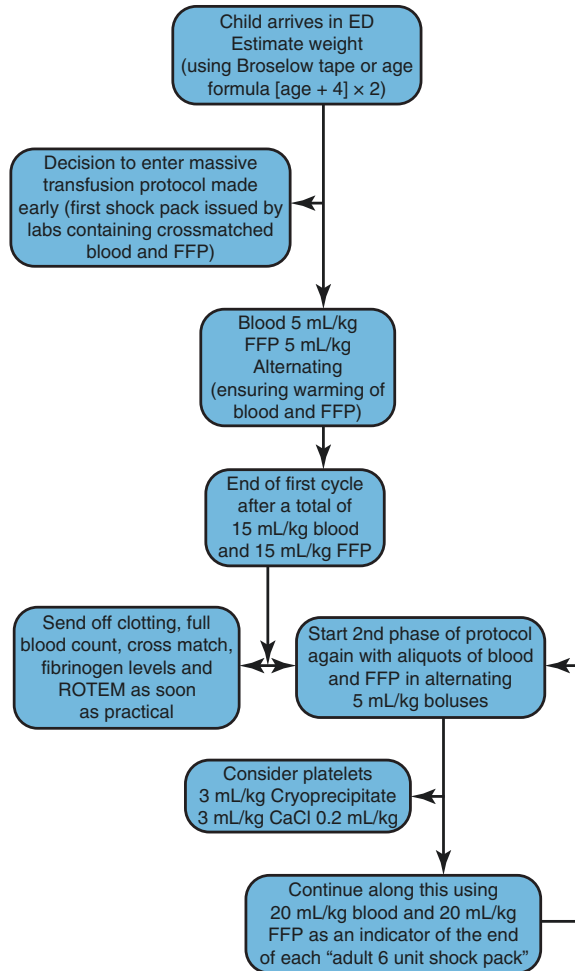 Child arrives in ED
Estimate weight
(using Broselow tape or age
formula [age + 4] × 2)
Decision to enter massive
transfusion protocol made
early (first shock pack issued by
labs containing crossmatched
blood and FFP)
Blood 5 mL/kg
FFP 5 mL/kg
Alternating
(ensuring warming of
blood and FFP)
End of first cycle
after a total of
15 mL/kg blood
and 15 mL/kg FFP
Send off clotting, full
blood count, cross match,
fibrinogen levels and
ROTEM as soon
as practical
Start 2nd phase of protocol
again with aliquots of blood
and FFP in alternating
5 mL/kg boluses
Consider platelets
3 mL/kg Cryoprecipitate
3 mL/kg CaCl 0.2 mL/kg
Continue along this using
20 mL/kg blood and 20 mL/kg
FFP as an indicator of the end
of each “adult 6 unit shock pack”